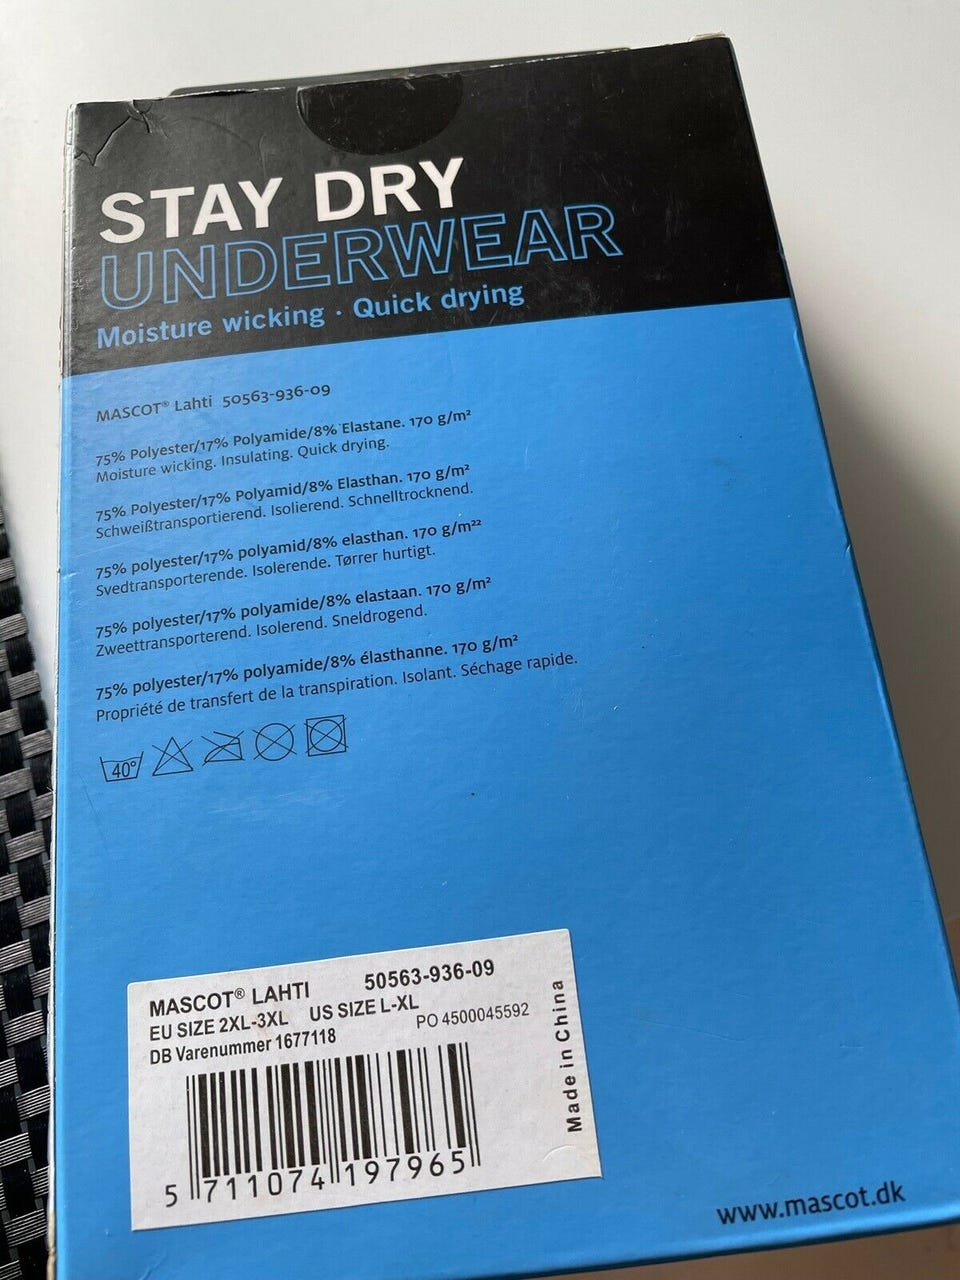 STAY DRY
UNDERWEAR
Moisture wicking · Quick drying
MASCOT® Lahti 50563-936-09
75% Polyester/17% Polyamide/8% Elastane. 170 g/m²
Moisture wicking. Insulating. Quick drying.
75% Polyester/17% Polyamid/8% Elasthan. 170 g/m²
Schweißtransportierend. Isolierend. Schnelltrocknend.
75% polyester/17% polyamid/8% elasthan. 170 g/m²²
Svedtransporterende. Isolerende. Tørrer hurtigt.
75% polyester/17% polyamide/8% elastaan. 170 g/m²
Zweettransporterend. Isolerend. Sneldrogend.
75% polyester/17% polyamide/8% élasthanne. 170 g/m²
Propriété de transfert de la transpiration. Isolant. Séchage rapide.
40°
MASCOT® LAHTI 50563-936-09
EU SIZE 2XL-3XL US SIZE L-XL
DB Varenummer 1677118 PO 4500045592
Made in China
5 711074 197965
www.mascot.dk